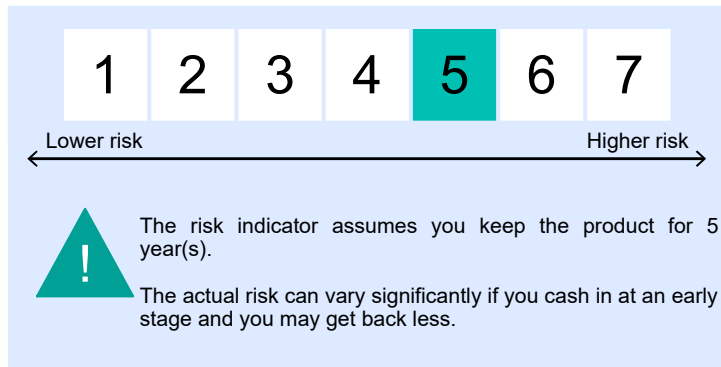 1 2 3 4 5 6 7
Lower risk Higher risk
!
The risk indicator assumes you keep the product for 5
year(s).
The actual risk can vary significantly if you cash in at an early
stage and you may get back less.